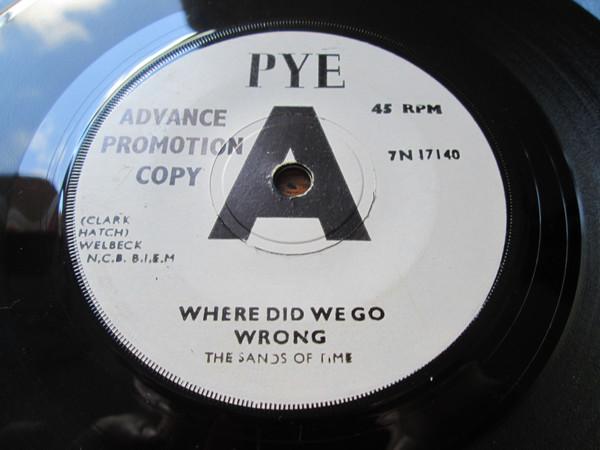 PYE
ADVANCE
PROMOTION
COPY
A
45 RPM
7N 17140
(CLARK
HATCH)
WELBECK
N.C.B. B.I.E.M
WHERE DID WE GO
WRONG
THE SANDS OF TIME